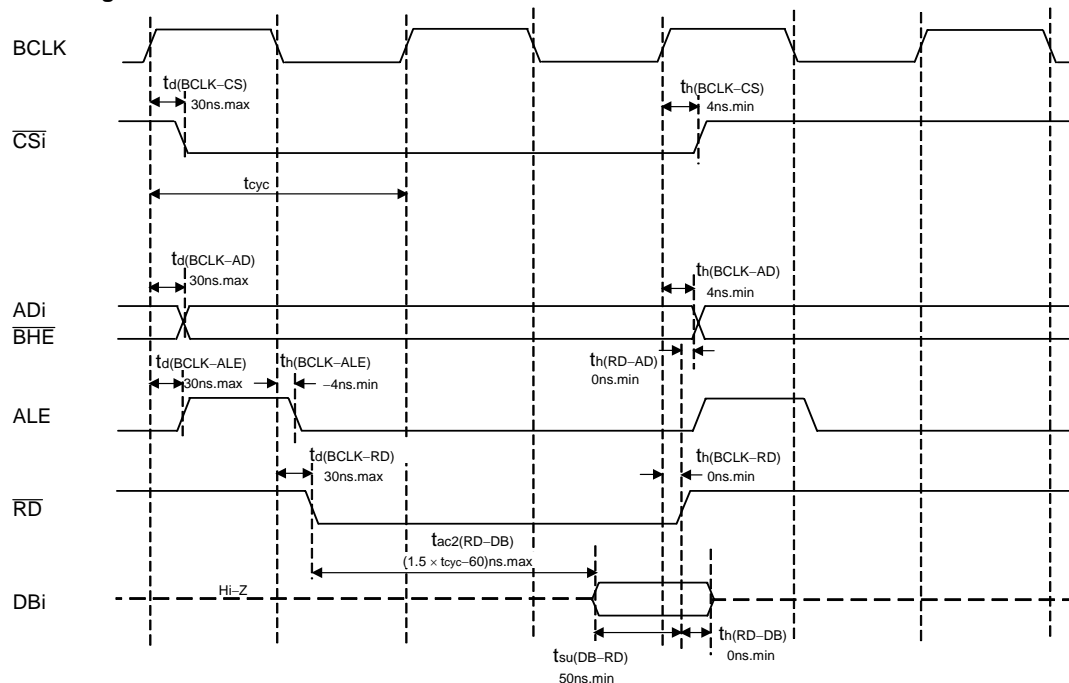 BCLK
td(BCLK−CS)
30ns.max
th(BCLK−CS)
4ns.min
CSi
tcyc
td(BCLK−AD)
30ns.max
th(BCLK−AD)
4ns.min
ADi
BHE
td(BCLK−ALE)
30ns.max
th(BCLK−ALE)
−4ns.min
th(RD−AD)
0ns.min
ALE
td(BCLK−RD)
30ns.max
th(BCLK−RD)
0ns.min
RD
tac2(RD−DB)
(1.5 × tcyc−60)ns.max
Hi−Z
DBi
th(RD−DB)
0ns.min
tsu(DB−RD)
50ns.min